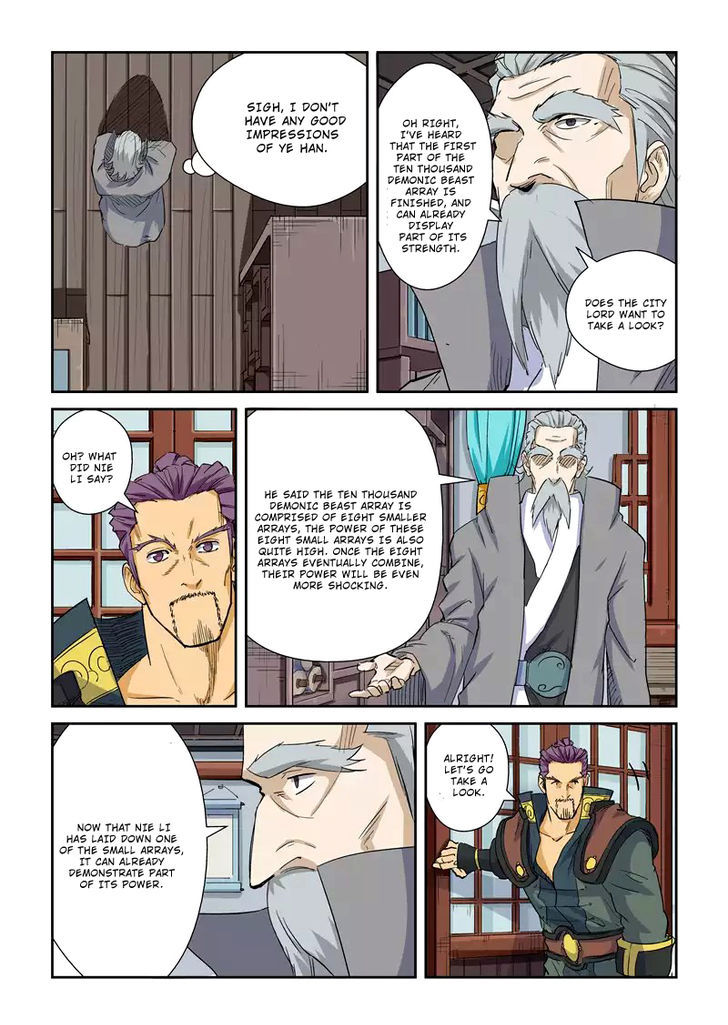 SIGH, I DON'T
HAVE ANY GOOD
IMPRESSIONS
OF YE HAN.
OH RIGHT,
I'VE HEARD
THAT THE FIRST
PART OF THE
TEN THOUSAND
DEMONIC BEAST
ARRAY IS
FINISHED, AND
CAN ALREADY
DISPLAY
PART OF ITS
STRENGTH.
DOES THE CITY
LORD WANT TO
TAKE A LOOK?
OH? WHAT
DID NIE
LI SAY?
HE SAID THE TEN THOUSAND
DEMONIC BEAST ARRAY IS
COMPRISED OF EIGHT SMALLER
ARRAYS, THE POWER OF THESE
EIGHT SMALL ARRAYS IS ALSO
QUITE HIGH. ONCE THE EIGHT
ARRAYS EVENTUALLY COMBINE,
THEIR POWER WILL BE EVEN
MORE SHOCKING.
NOW THAT NIE LI
HAS LAID DOWN ONE
OF THE SMALL ARRAYS,
IT CAN ALREADY
DEMONSTRATE PART
OF ITS POWER.
ALRIGHT!
LET'S GO
TAKE A
LOOK.